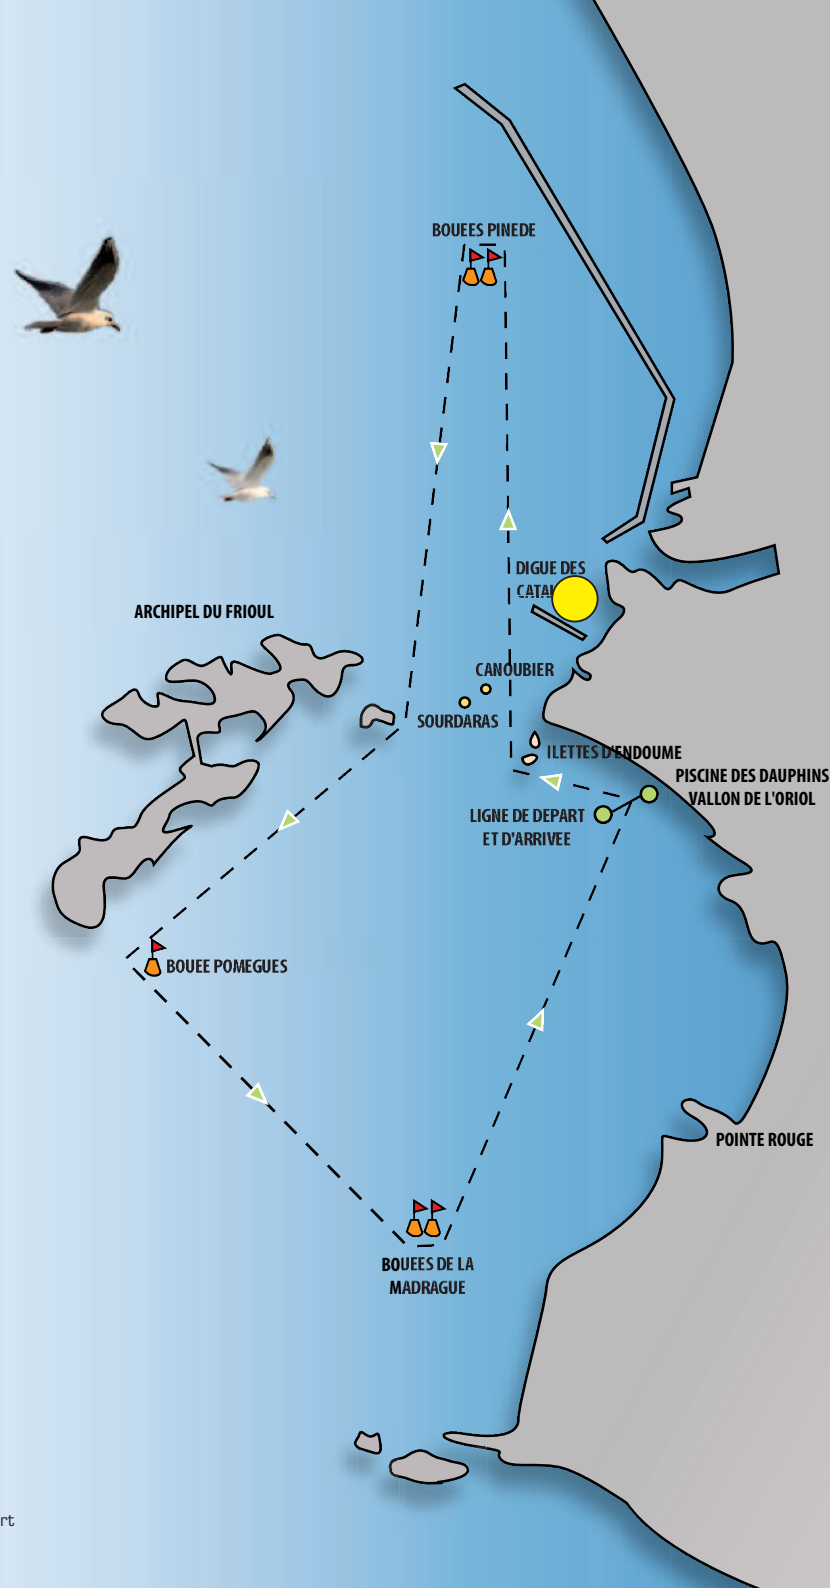 BOUEES PINEDE
DIGUE DES
ARCHIPEL DU FRIOUL
CANOUBIER
SOURDARAS
ILETTES D'ENDOUME
PISCINE DES DAUPHINS
VALLON DE L'ORIOL
LIGNE DE DEPART
ET D'ARRIVEE
BOUEE POMEGUES
POINTE ROUGE
BOUEES DE LA
MADRAGUE
rt